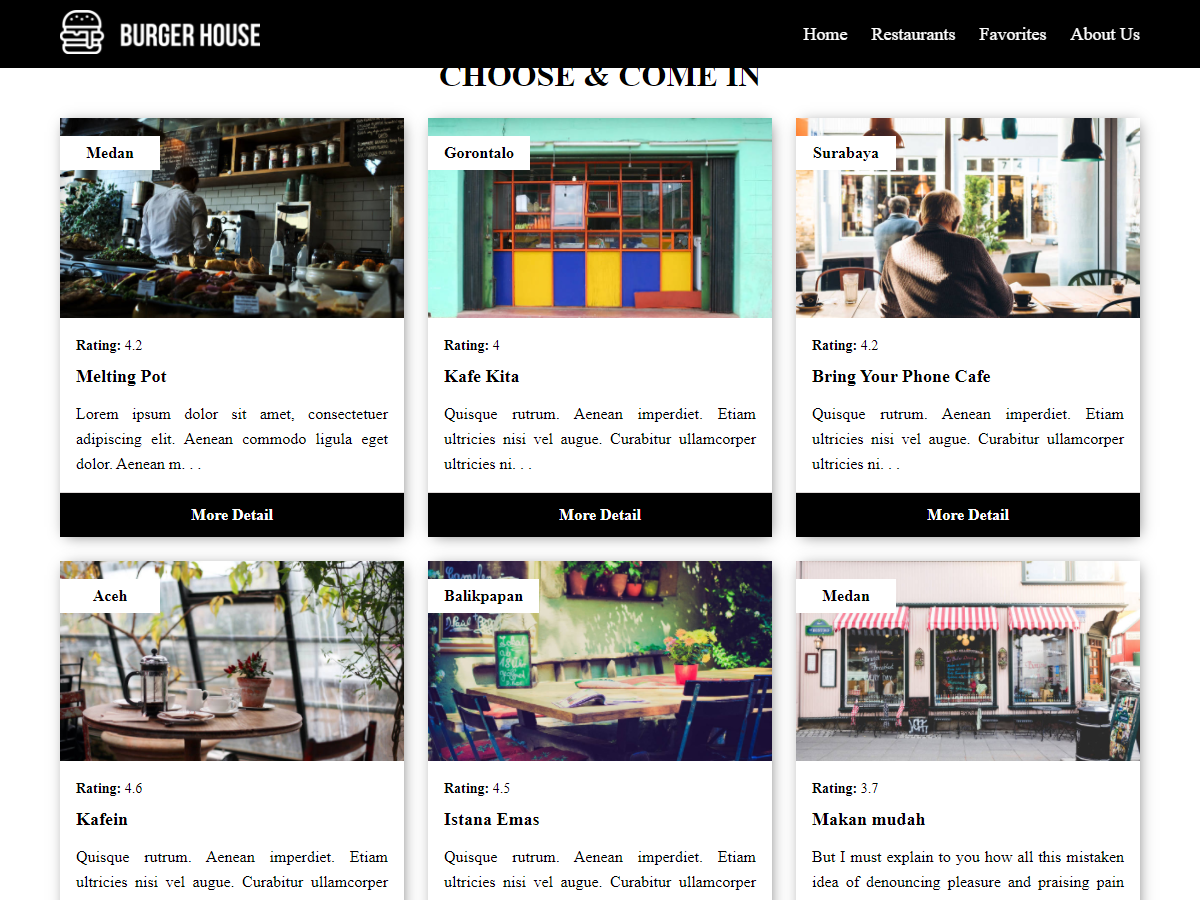 BURGER HOUSE
Home Restaurants Favorites About Us
CHOOSE & COME IN
Medan
Rating: 4.2
Melting Pot
Lorem ipsum dolor sit amet, consectetuer
adipiscing elit. Aenean commodo ligula eget
dolor. Aenean m. . .
More Detail
Gorontalo
Rating: 4
Kafe Kita
Quisque rutrum. Aenean imperdiet. Etiam
ultricies nisi vel augue. Curabitur ullamcorper
ultricies ni. . .
More Detail
Surabaya
Rating: 4.2
Bring Your Phone Cafe
Quisque rutrum. Aenean imperdiet. Etiam
ultricies nisi vel augue. Curabitur ullamcorper
ultricies ni. . .
More Detail
Aceh
Rating: 4.6
Kafein
Quisque rutrum. Aenean imperdiet. Etiam
ultricies nisi vel augue. Curabitur ullamcorper
Balikpapan
Rating: 4.5
Istana Emas
Quisque rutrum. Aenean imperdiet. Etiam
ultricies nisi vel augue. Curabitur ullamcorper
Medan
Rating: 3.7
Makan mudah
But I must explain to you how all this mistaken
idea of denouncing pleasure and praising pain